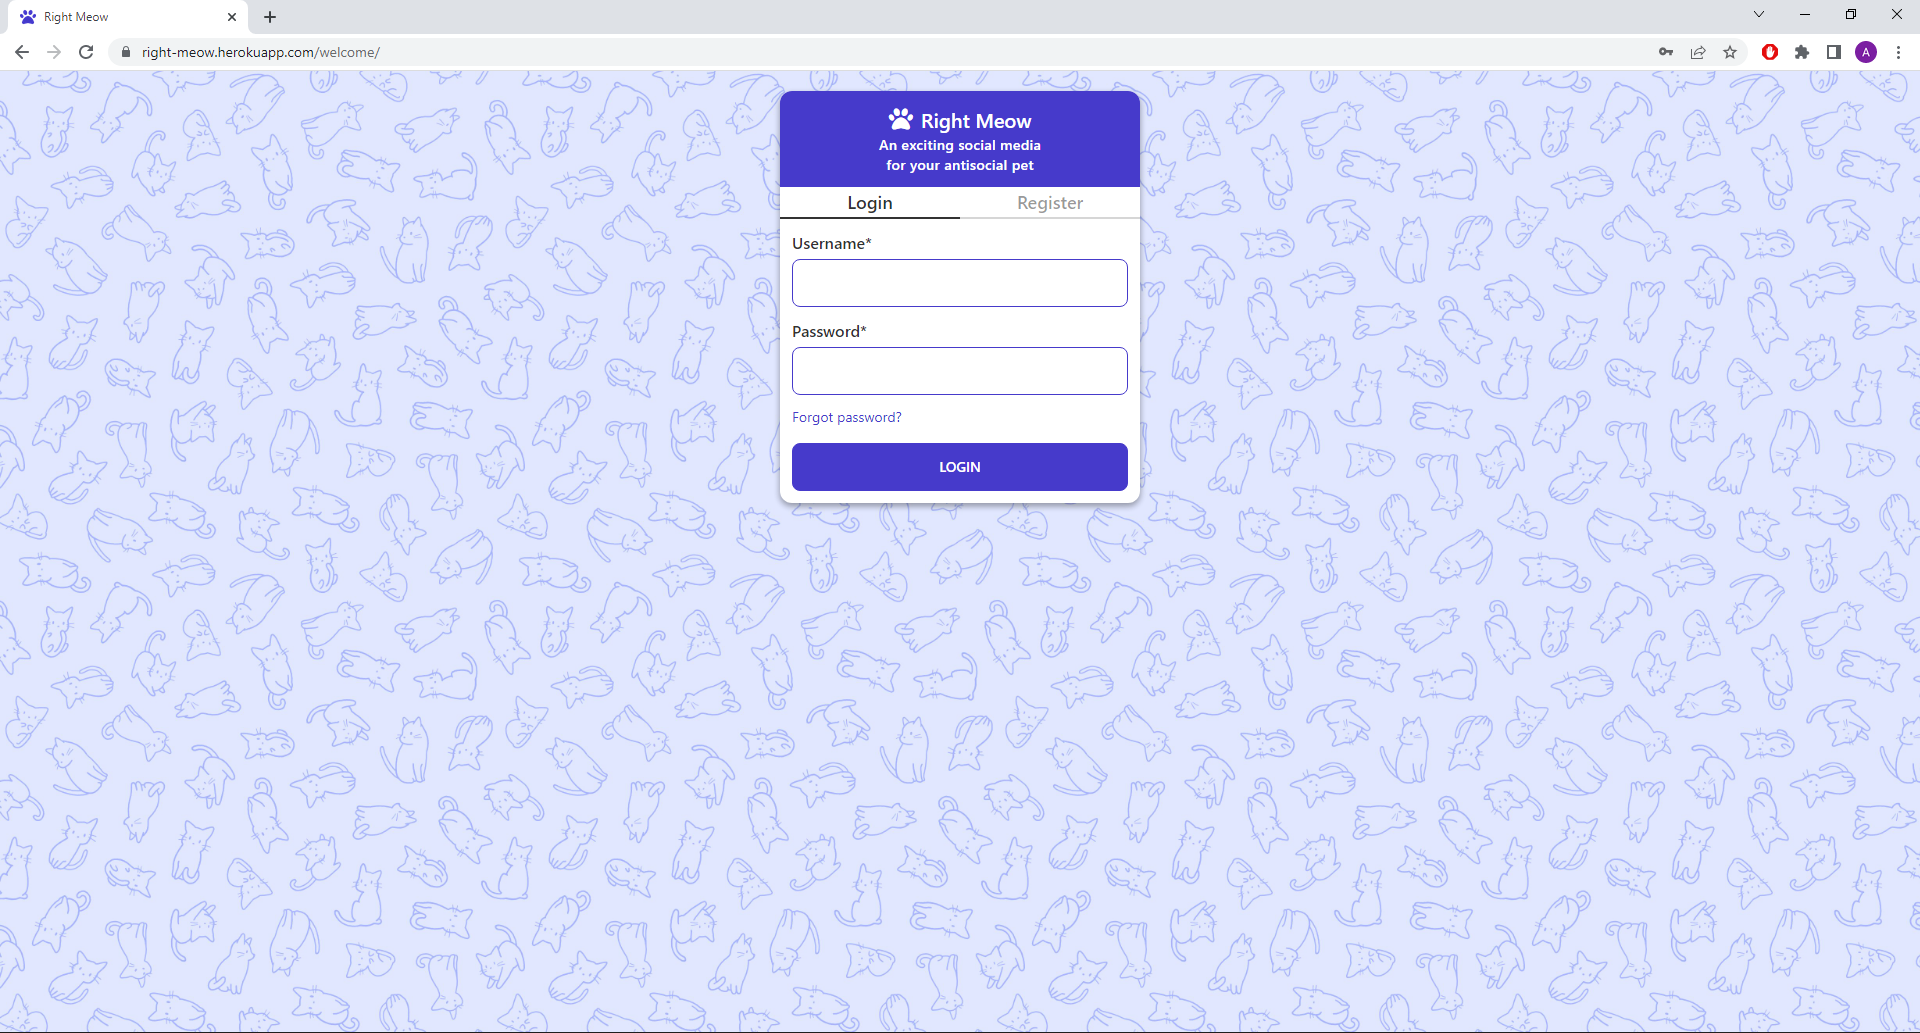 Right Meow
right-meow.herokuapp.com/welcome/
A
Right Meow
An exciting social media
for your antisocial pet
Login
Register
Username*
Password*
Forgot password?
LOGIN